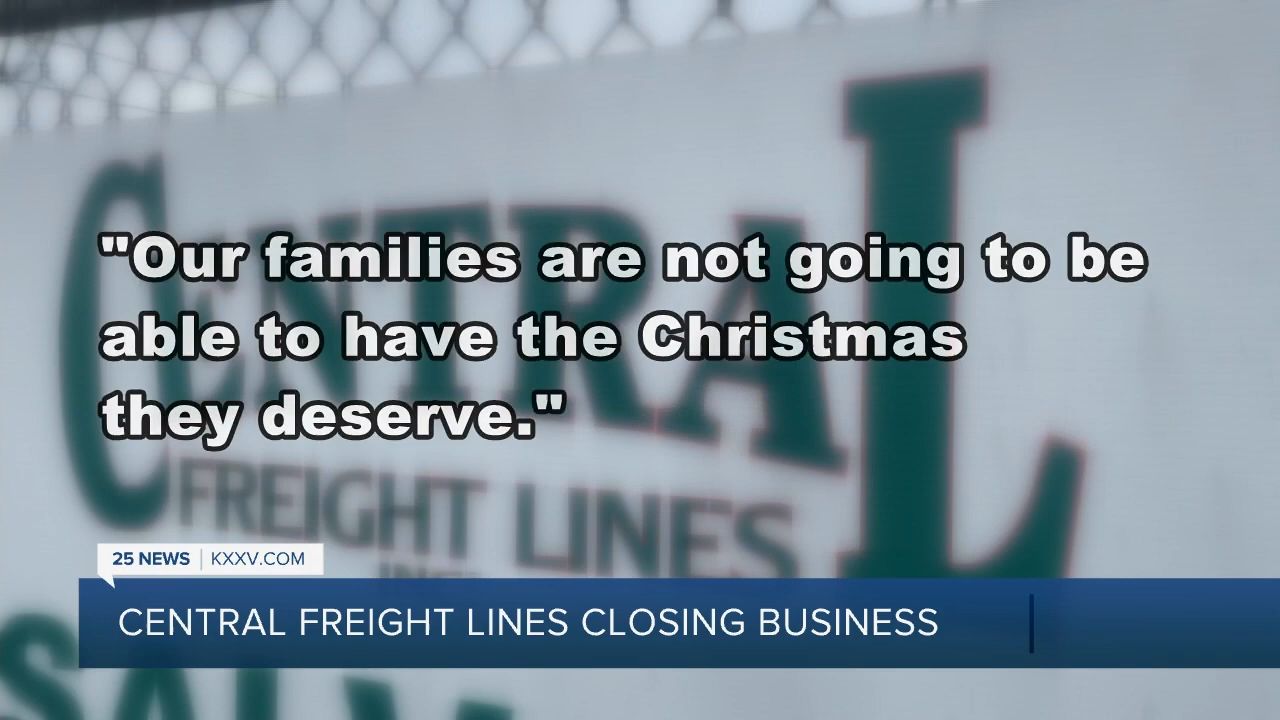 "Our families are not going to be
able to have the Christmas
they deserve."
CENTRAL
FREIGHT LINES
INC
25 NEWS | KXXV.COM
CENTRAL FREIGHT LINES CLOSING BUSINESS